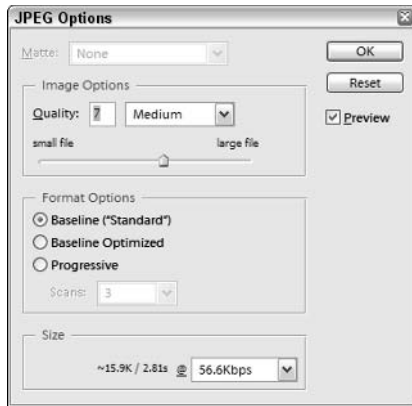 JPEG Options
Matte: None
OK
Image Options
Reset
Quality: 7 Medium
Preview
small file large file
Format Options
Baseline ("Standard")
Baseline Optimized
Progressive
Scans: 3
Size
~15.9K / 2.81s @ 56.6Kbps